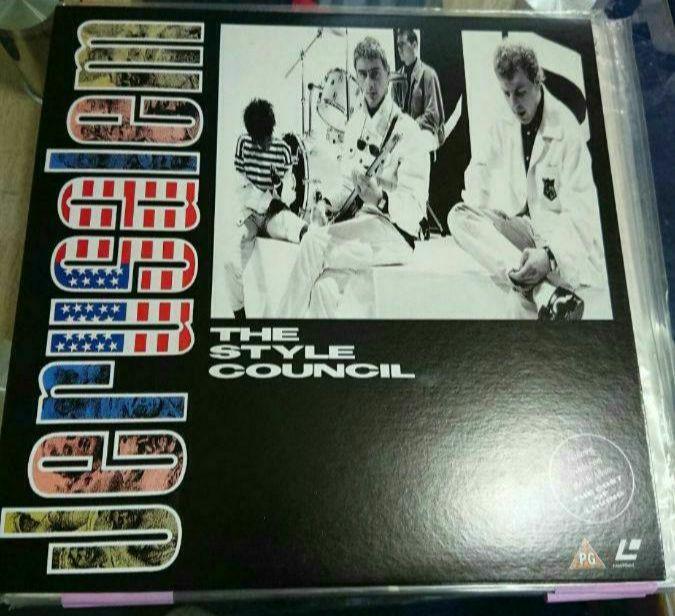 Jerusalem
THE
STYLE
COUNCIL
PG